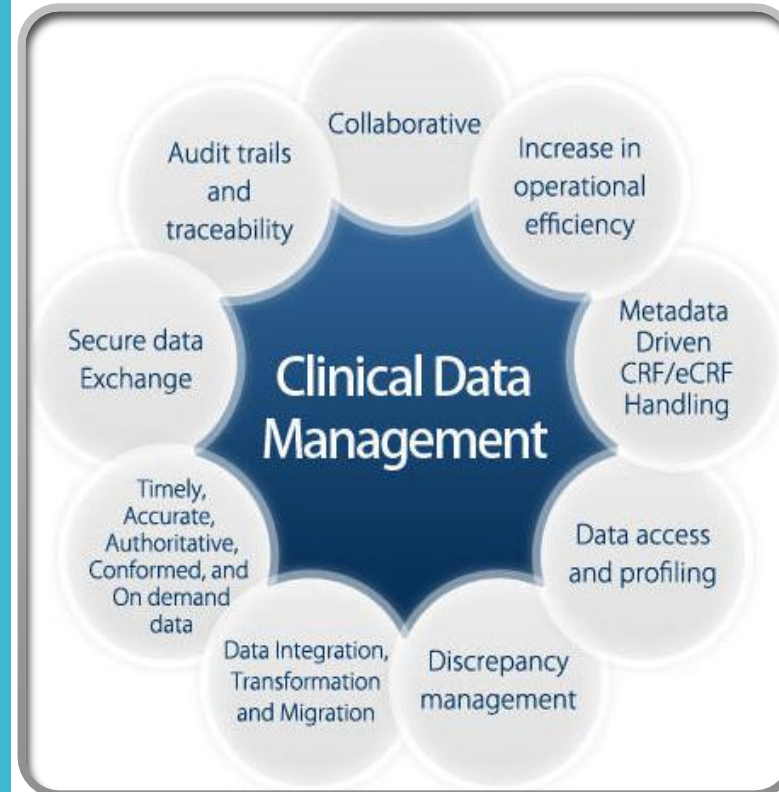 Collaborative
Increase in
operational
efficiency
Metadata
Driven
CRF/eCRF
Handling
Data access
and profiling
Discrepancy
management
Data Integration,
Transformation
and Migration
Timely,
Accurate,
Authoritative,
Conformed, and
On demand
data
Secure data
Exchange
Audit trails
and
traceability
Clinical Data
Management